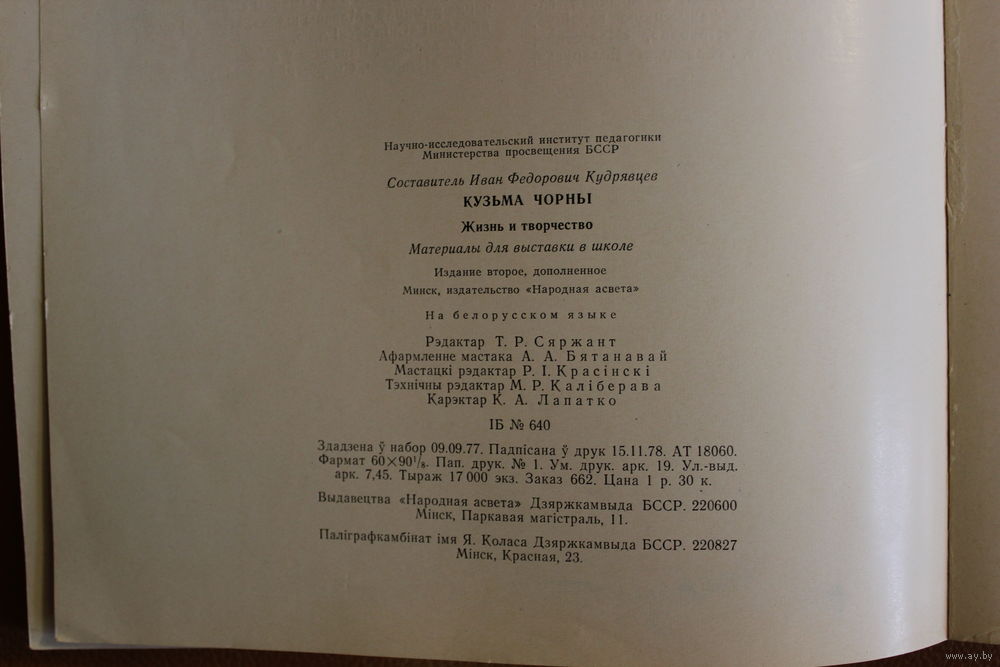 Научно-исследовательский институт педагогики
Министерства просвещения БССР
Составитель Иван Федорович Кудрявцев
КУЗЬМА ЧОРНЫ
Жизнь и творчество
Материалы для выставки в школе
Издание второе, дополненное
Минск, издательство «Народная асвета»
На белорусском языке
Рэдактар Т. Р. Сяржант
Афармленне мастака А. А. Бятанавай
Мастацкі рэдактар Р. І. Красінскі
Тэхнічны рэдактар М. Р. Каліберава
Карэктар К. А. Лапатко
ІБ № 640
Здадзена ў набор 09.09.77. Падпісана ў друк 15.11.78. АТ 18060.
Фармат 60×90¹/₈. Пап. друк. № 1. Ум. друк. арк. 19. Ул.-выд.
арк. 7,45. Тыраж 17 000 экз. Заказ 662. Цана 1 р. 30 к.
Выдавецтва «Народная асвета» Дзяржкамвыда БССР. 220600
Мінск, Паркавая магістраль, 11.
Паліграфкамбінат імя Я. Коласа Дзяржкамвыда БССР. 220827
Мінск, Красная, 23.
www.ay.by